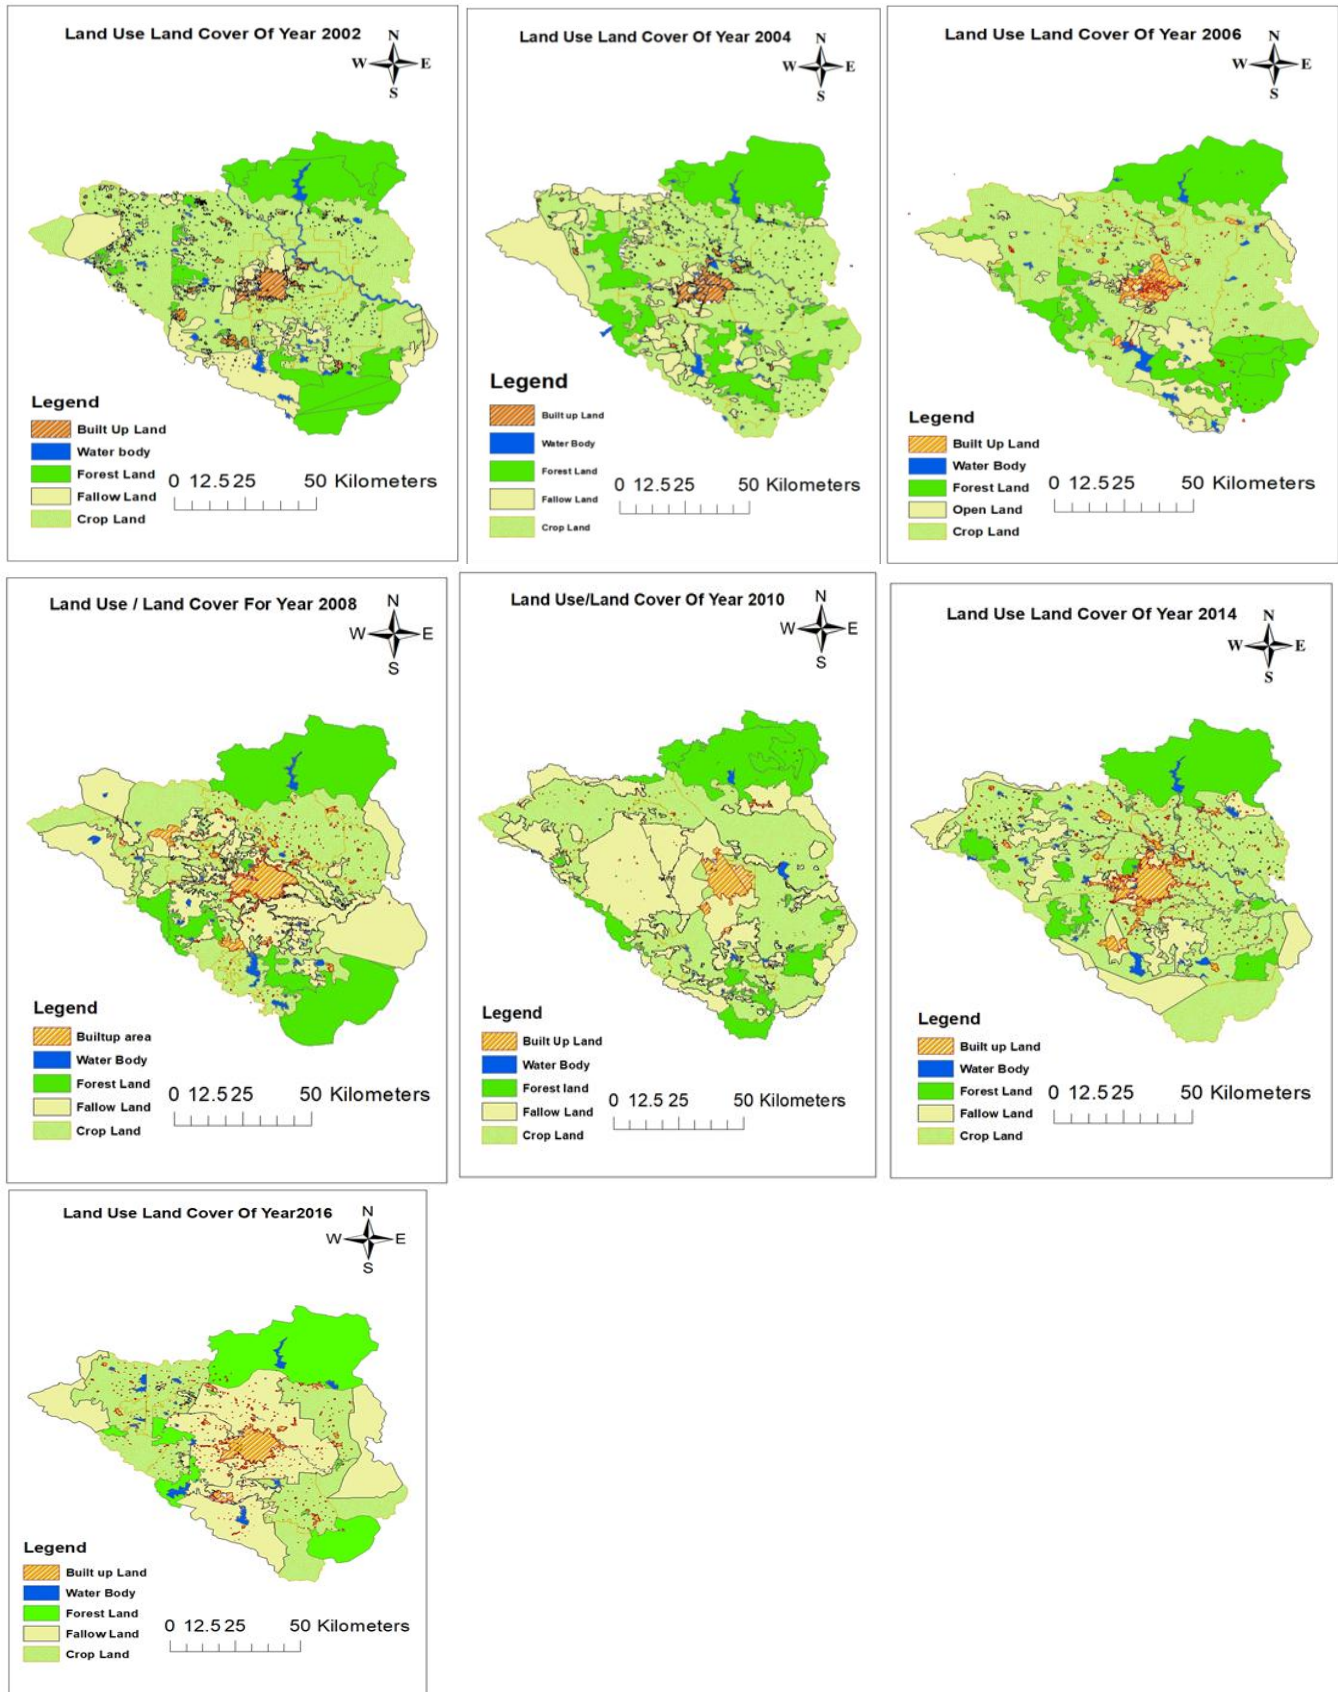 Land Use Land Cover Of Year 2002
N
W E
S
Legend
Built Up Land
Water body
Forest Land
Fallow Land
Crop Land
0 12.5 25 50 Kilometers
Land Use Land Cover Of Year 2004
N
W E
S
Legend
Built up Land
Water Body
Forest Land
Fallow Land
Crop Land
0 12.5 25 50 Kilometers
Land Use Land Cover Of Year 2006
N
W E
S
Legend
Built Up Land
Water Body
Forest Land
Open Land
Crop Land
0 12.5 25 50 Kilometers
Land Use / Land Cover For Year 2008
N
W E
S
Legend
Builtup area
Water Body
Forest Land
Fallow Land
Crop Land
0 12.5 25 50 Kilometers
Land Use/Land Cover Of Year 2010
N
W E
S
Legend
Built Up Land
Water Body
Forest land
Fallow Land
Crop Land
0 12.5 25 50 Kilometers
Land Use Land Cover Of Year 2014
N
W E
S
Legend
Built up Land
Water Body
Forest Land
Fallow Land
Crop Land
0 12.5 25 50 Kilometers
Land Use Land Cover Of Year2016
N
W E
S
Legend
Built up Land
Water Body
Forest Land
Fallow Land
Crop Land
0 12.5 25 50 Kilometers